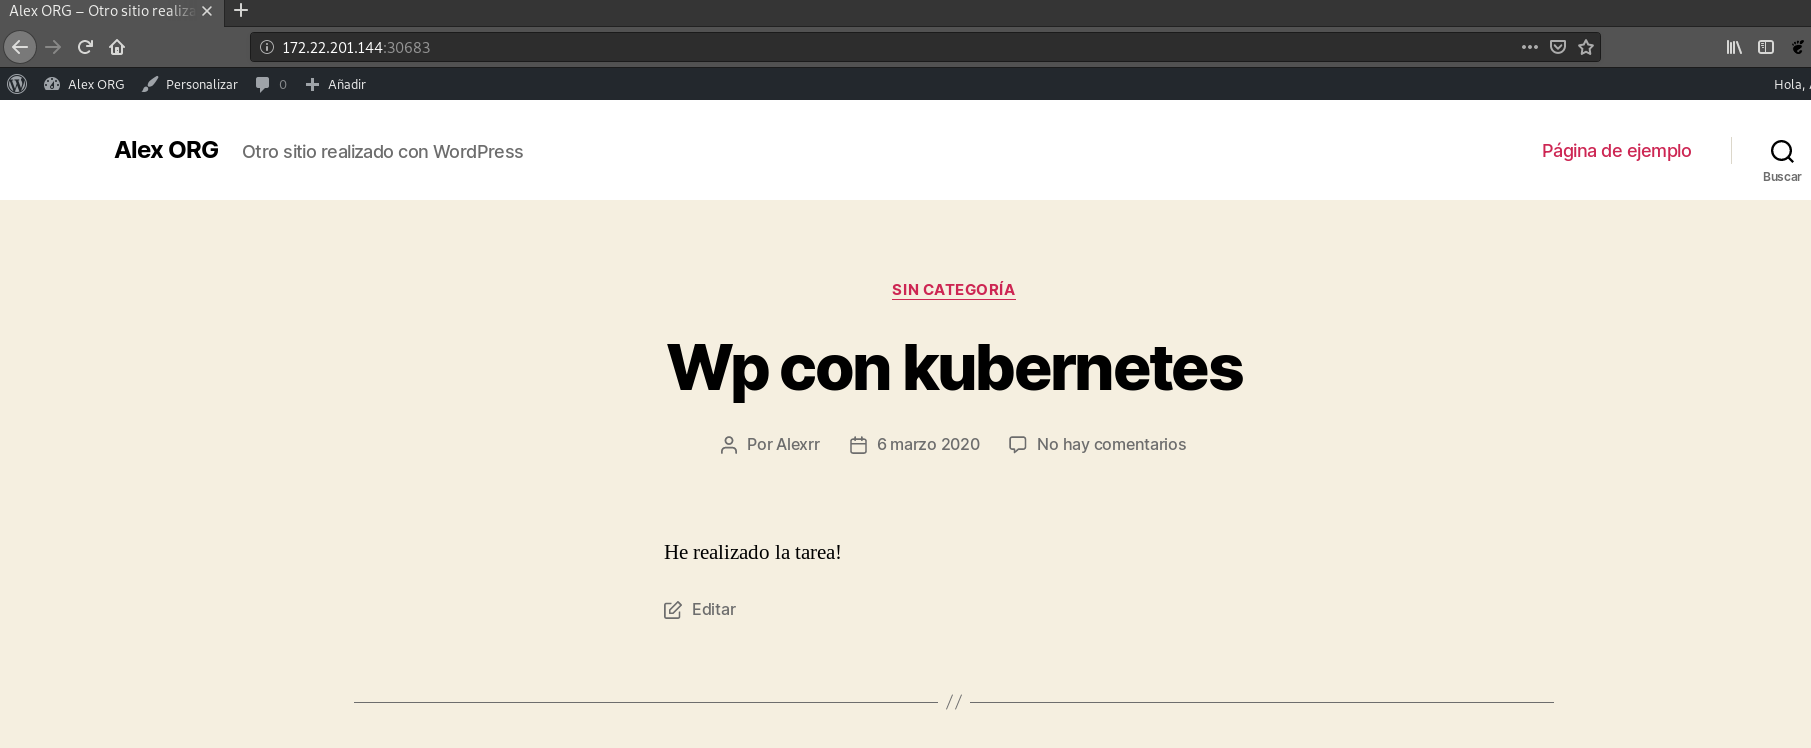 Alex ORG – Otro sitio realiza
172.22.201.144:30683
Alex ORG Personalizar 0 Añadir Hola,
Alex ORG Otro sitio realizado con WordPress Página de ejemplo
Buscar
SIN CATEGORÍA
Wp con kubernetes
Por Alexrr 6 marzo 2020 No hay comentarios
He realizado la tarea!
Editar
//